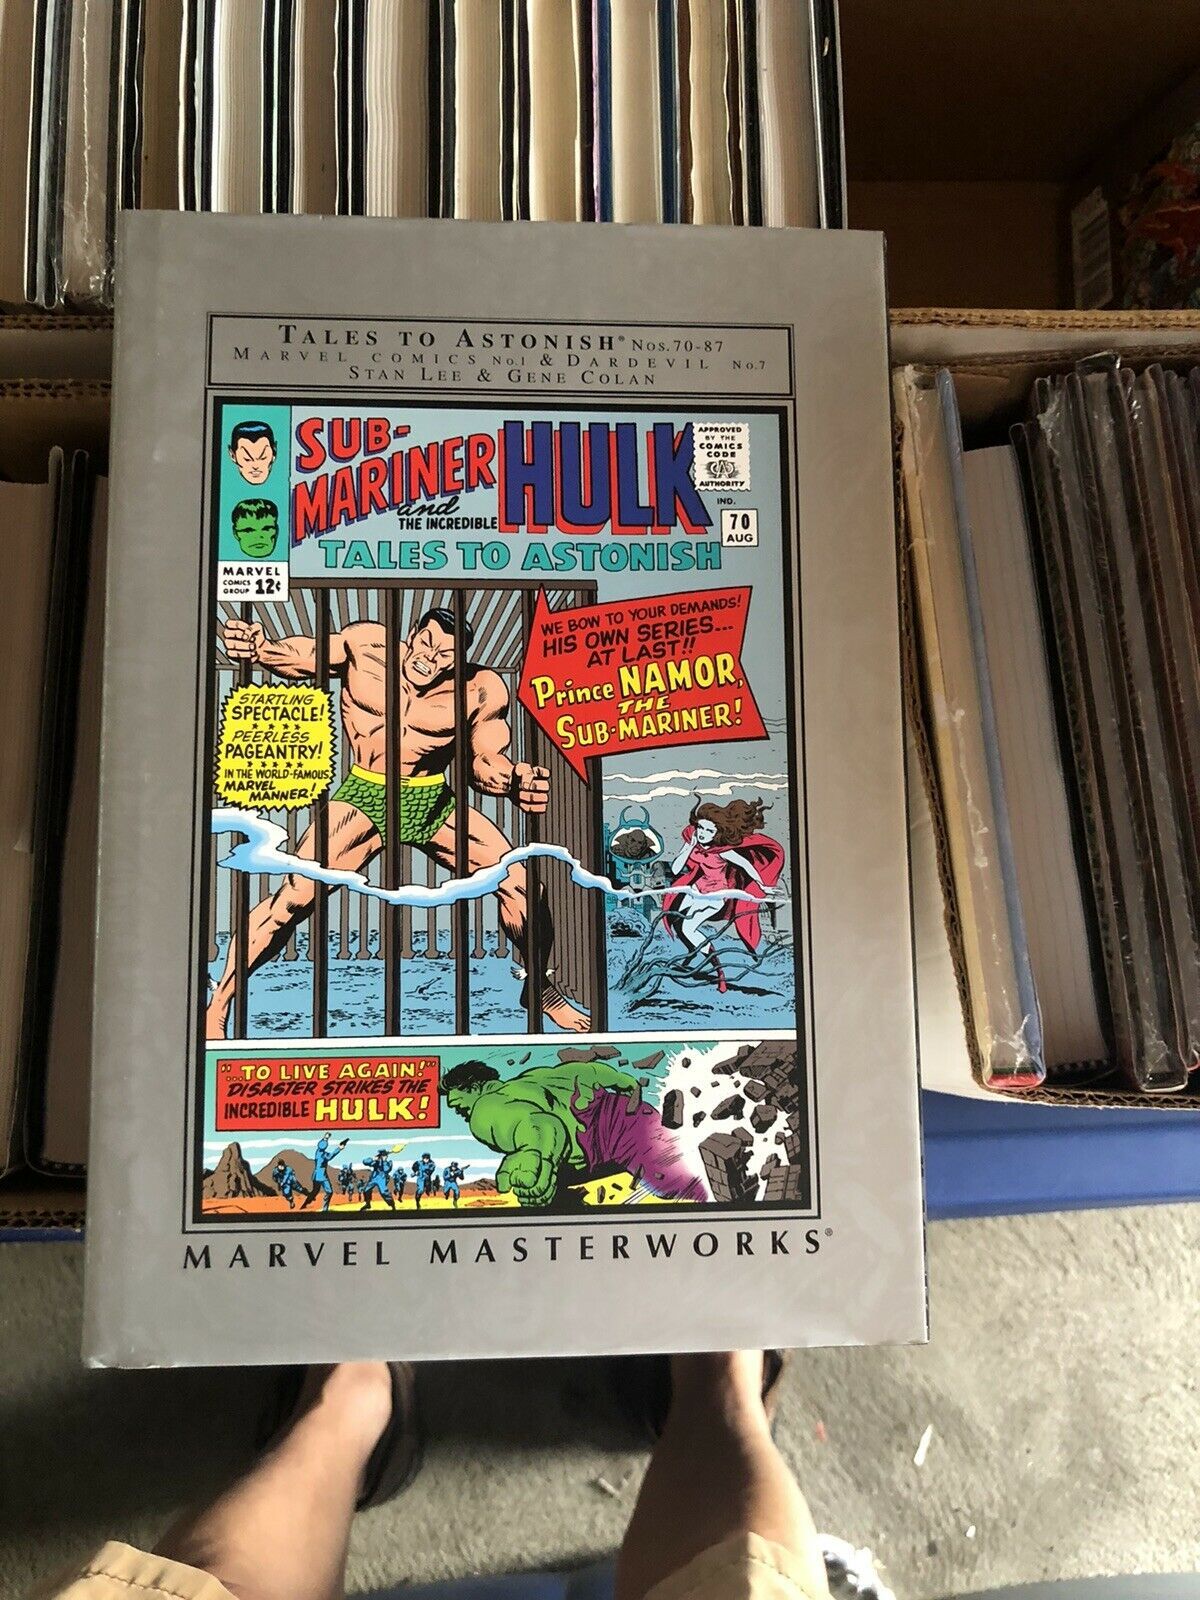 TALES TO ASTONISH® Nos.70-87
MARVEL COMICS No.1 & DARDEVIL No.7
STAN LEE & GENE COLAN
SUB-
MARINER
and
THE INCREDIBLE
HULK
TALES TO ASTONISH
APPROVED
BY THE
COMICS
CODE
AUTHORITY
IND.
70
AUG
MARVEL
COMICS
GROUP
12¢
WE BOW TO YOUR DEMANDS!
HIS OWN SERIES...
AT LAST!!
Prince NAMOR,
THE
SUB-MARINER!
STARTLING
SPECTACLE!
PEERLESS
PAGEANTRY!
IN THE WORLD-FAMOUS
MARVEL
MANNER!
"...TO LIVE AGAIN!"
DISASTER STRIKES THE
INCREDIBLE HULK!
MARVEL MASTERWORKS®